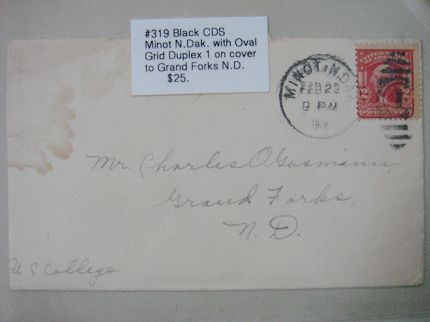 #319 Black CDS
Minot N.Dak. with Oval
Grid Duplex 1 on cover
to Grand Forks N.D.
$25.
MINOT, N.D.
FEB 23
9 PM
Mr. Charles O Gusmann,
Grand Forks,
N.D.
U S College.